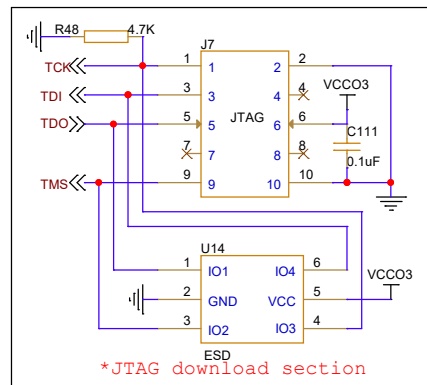 R48 4.7K
J7
TCK 1 1 2 2
VCCO3
TDI 3 3 4 4
TDO 5 5 6 6
JTAG
C111
7 7 8 8
0.1uF
TMS 9 9 10 10
U14
1 IO1 IO4 6
VCCO3
2 GND VCC 5
3 IO2 IO3 4
ESD
*JTAG download section